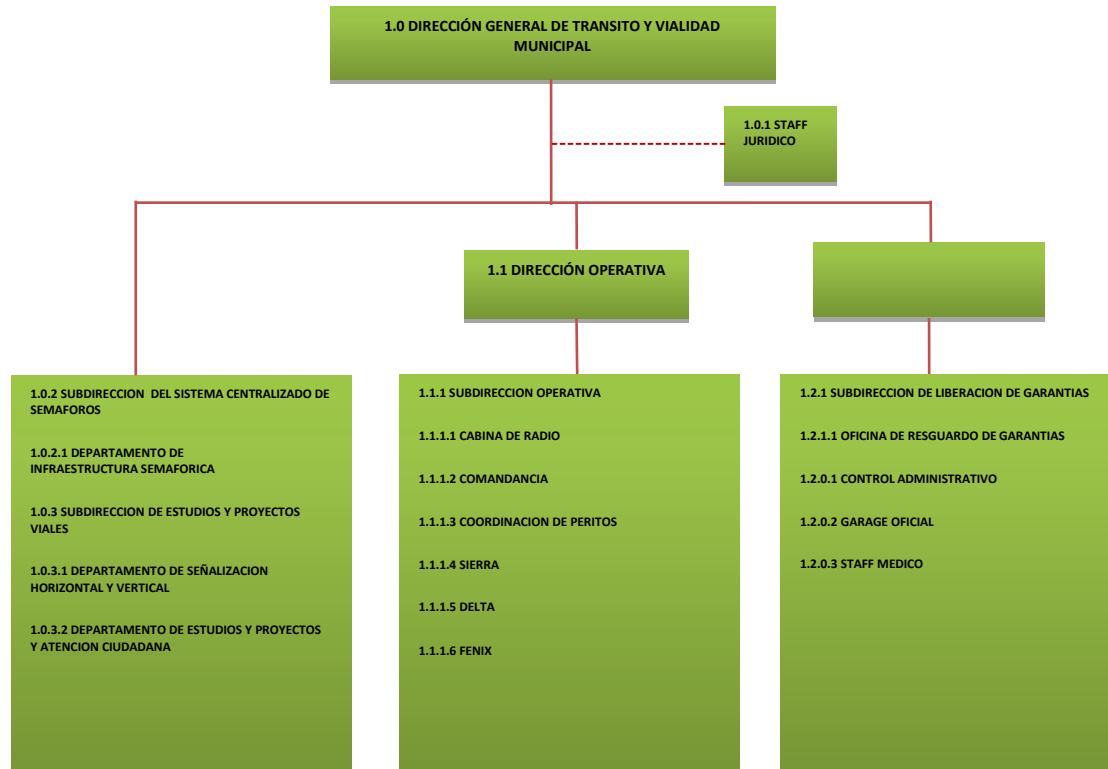 1.0 DIRECCIÓN GENERAL DE TRANSITO Y VIALIDAD
MUNICIPAL
1.0.1 STAFF
JURIDICO
1.1 DIRECCIÓN OPERATIVA
1.0.2 SUBDIRECCION DEL SISTEMA CENTRALIZADO DE
SEMAFOROS
1.0.2.1 DEPARTAMENTO DE
INFRAESTRUCTURA SEMAFORICA
1.0.3 SUBDIRECCION DE ESTUDIOS Y PROYECTOS
VIALES
1.0.3.1 DEPARTAMENTO DE SEÑALIZACION
HORIZONTAL Y VERTICAL
1.0.3.2 DEPARTAMENTO DE ESTUDIOS Y PROYECTOS
Y ATENCION CIUDADANA
1.1.1 SUBDIRECCION OPERATIVA
1.1.1.1 CABINA DE RADIO
1.1.1.2 COMANDANCIA
1.1.1.3 COORDINACION DE PERITOS
1.1.1.4 SIERRA
1.1.1.5 DELTA
1.1.1.6 FENIX
1.2.1 SUBDIRECCION DE LIBERACION DE GARANTIAS
1.2.1.1 OFICINA DE RESGUARDO DE GARANTIAS
1.2.0.1 CONTROL ADMINISTRATIVO
1.2.0.2 GARAGE OFICIAL
1.2.0.3 STAFF MEDICO